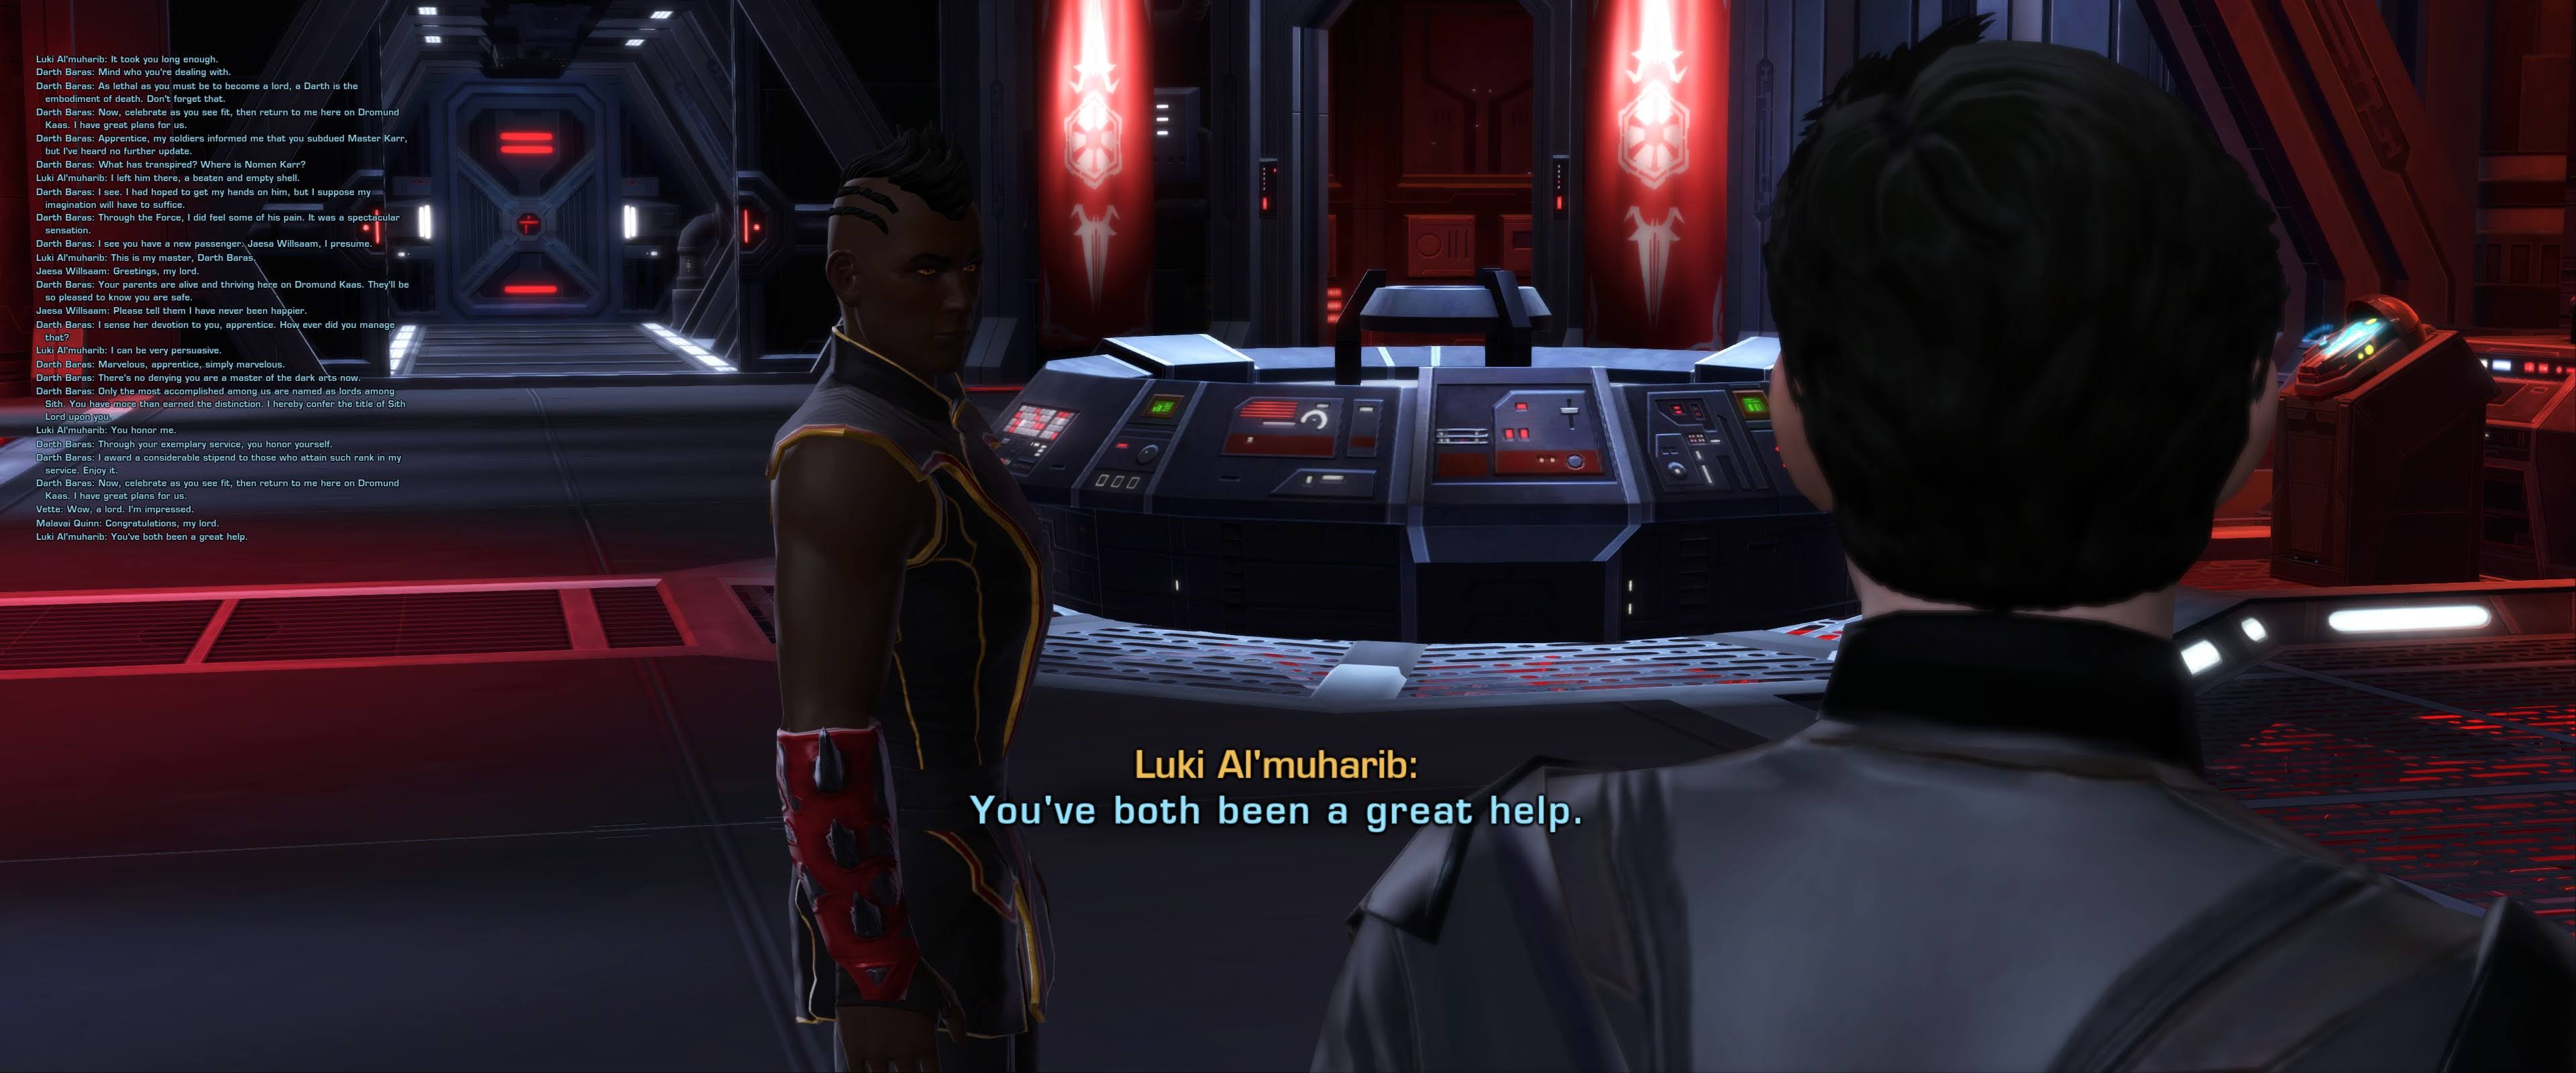 Luki Al'muharib: It took you long enough.
Darth Baras: Mind who you're dealing with.
Darth Baras: As lethal as you must be to become a lord, a Darth is the
embodiment of death. Don't forget that.
Darth Baras: Now, celebrate as you see fit, then return to me here on Dromund
Kaas. I have great plans for us.
Darth Baras: Apprentice, my soldiers informed me that you subdued Master Karr,
but I've heard no further update.
Darth Baras: What has transpired? Where is Nomen Karr?
Luki Al'muharib: I left him there, a beaten and empty shell.
Darth Baras: I see. I had hoped to get my hands on him, but I suppose my
imagination will have to suffice.
Darth Baras: Through the Force, I did feel some of his pain. It was a spectacular
sensation.
Darth Baras: I see you have a new passenger. Jaesa Willsaam, I presume.
Luki Al'muharib: This is my master, Darth Baras.
Jaesa Willsaam: Greetings, my lord.
Darth Baras: Your parents are alive and thriving here on Dromund Kaas. They'll be
so pleased to know you are safe.
Jaesa Willsaam: Please tell them I have never been happier.
Darth Baras: I sense her devotion to you, apprentice. How ever did you manage
that?
Luki Al'muharib: I can be very persuasive.
Darth Baras: Marvelous, apprentice, simply marvelous.
Darth Baras: There's no denying you are a master of the dark arts now.
Darth Baras: Only the most accomplished among us are named as lords among
Sith. You have more than earned the distinction. I hereby confer the title of Sith
Lord upon you.
Luki Al'muharib: You honor me.
Darth Baras: Through your exemplary service, you honor yourself.
Darth Baras: I award a considerable stipend to those who attain such rank in my
service. Enjoy it.
Darth Baras: Now, celebrate as you see fit, then return to me here on Dromund
Kaas. I have great plans for us.
Vette: Wow, a lord. I'm impressed.
Malavai Quinn: Congratulations, my lord.
Luki Al'muharib: You've both been a great help.
Luki Al'muharib:
You've both been a great help.